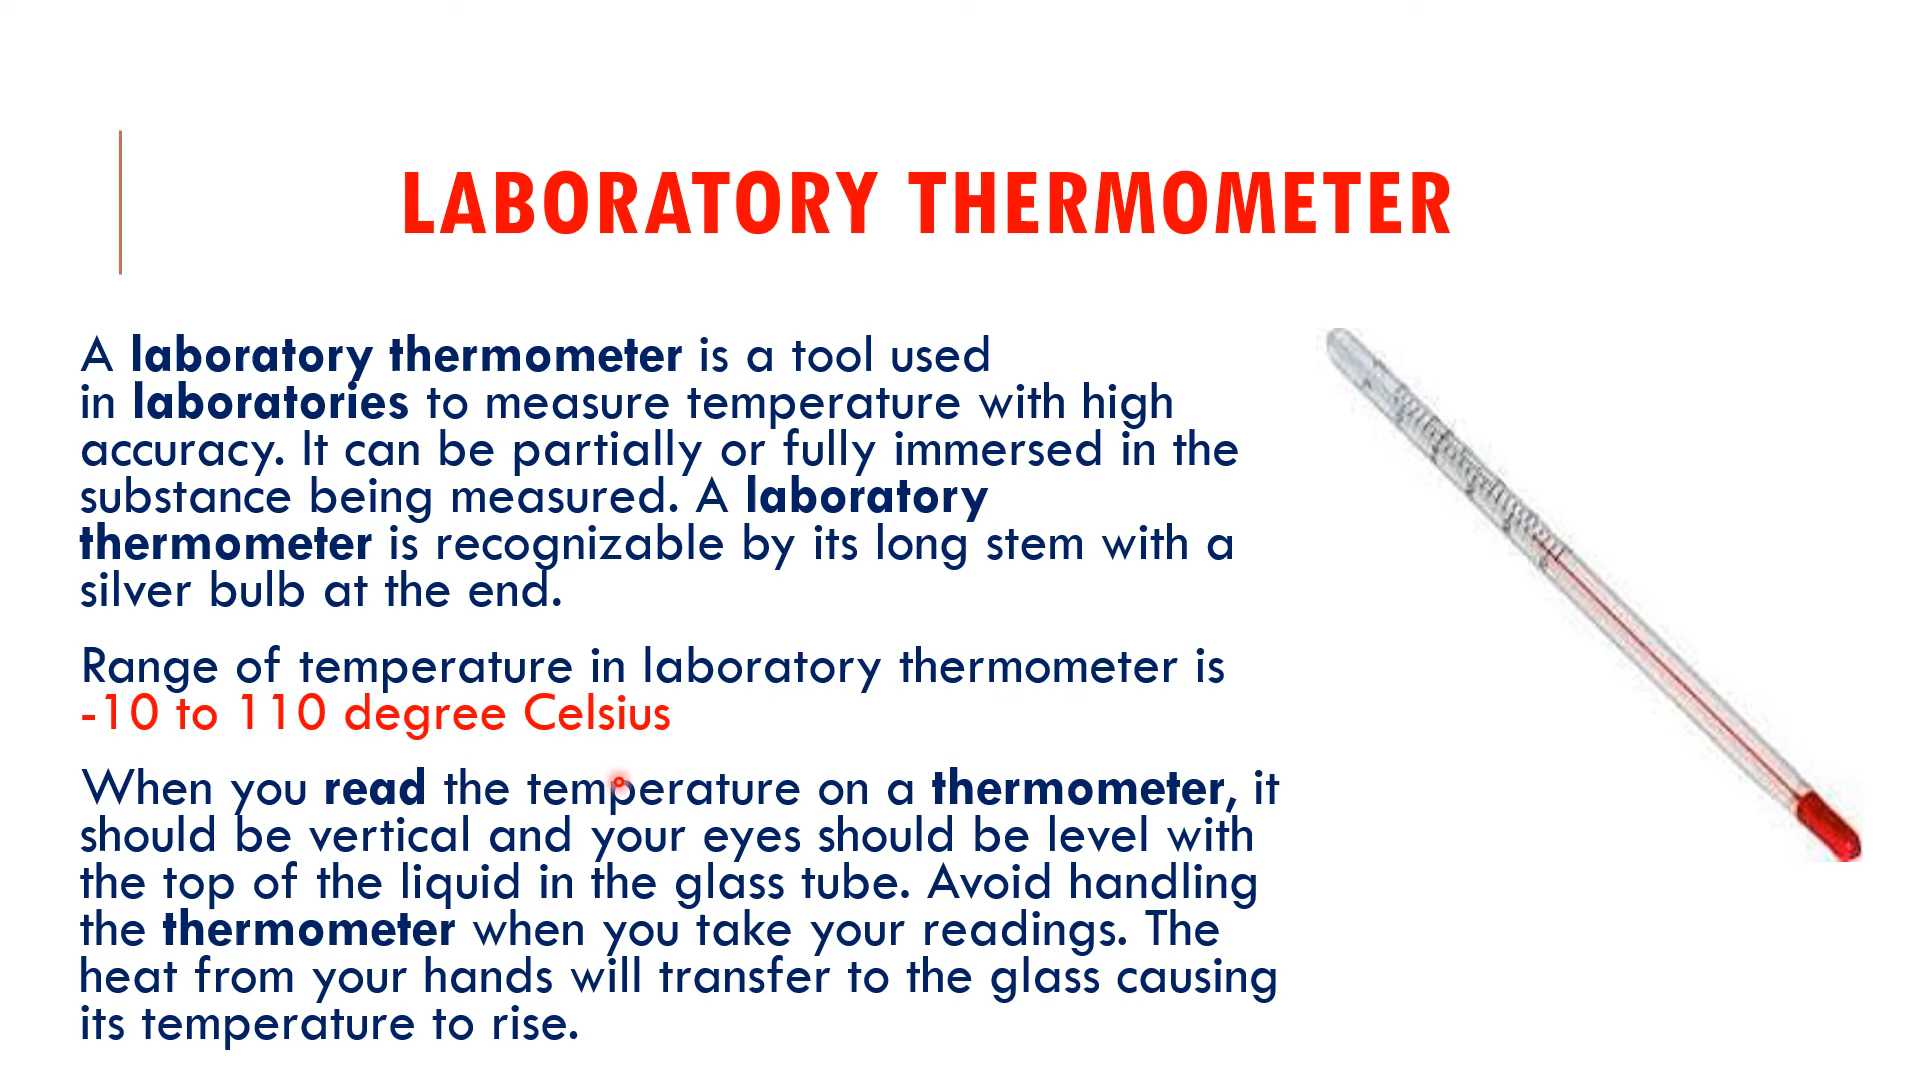 LABORATORY THERMOMETER
A laboratory thermometer is a tool used
in laboratories to measure temperature with high
accuracy. It can be partially or fully immersed in the
substance being measured. A laboratory
thermometer is recognizable by its long stem with a
silver bulb at the end.
Range of temperature in laboratory thermometer is
-10 to 110 degree Celsius
When you read the temperature on a thermometer, it
should be vertical and your eyes should be level with
the top of the liquid in the glass tube. Avoid handling
the thermometer when you take your readings. The
heat from your hands will transfer to the glass causing
its temperature to rise.